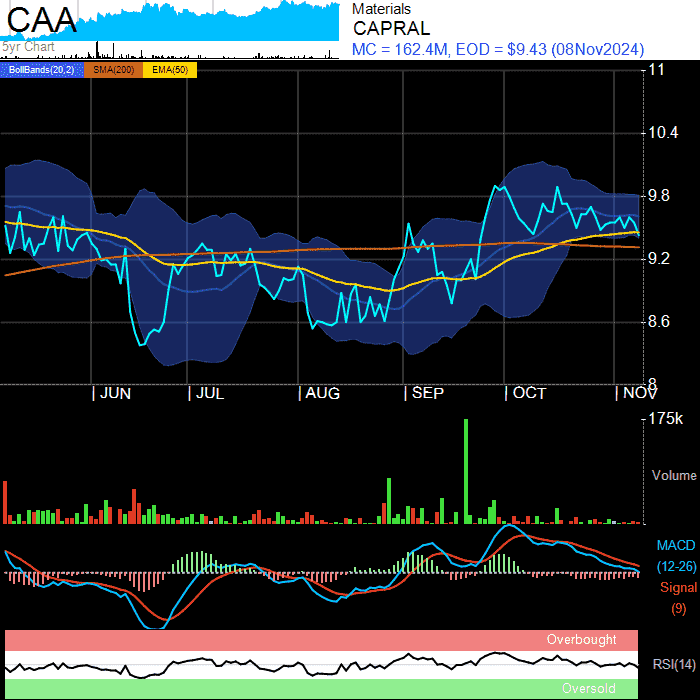 CAA
5yr Chart
Materials
CAPRAL
MC = 162.4M, EOD = $9.43 (08Nov2024)
BollBands(20,2) SMA(200) EMA(50)
11
10.4
9.8
9.2
8.6
8
| JUN | JUL | AUG | SEP | OCT | NOV
175k
Volume
MACD
(12-26)
Signal
(9)
Overbought
RSI(14)
Oversold